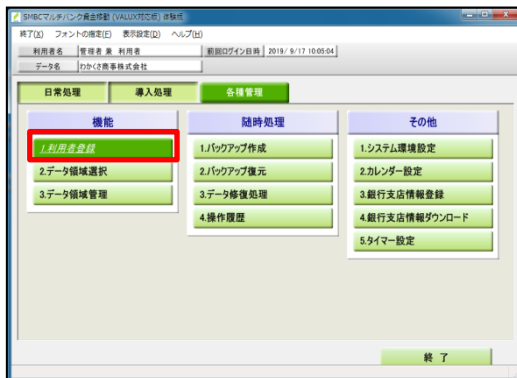 SMBCマルチバンク資金移動 (VALUX対応版) 体験版
終了(X) フォントの指定(F) 表示設定(D) ヘルプ(H)
利用者名 管理者 兼 利用者 前回ログイン日時 2019/ 9/17 10:05:04
データ名 わかくさ商事株式会社
日常処理 導入処理 各種管理
機能 随時処理 その他
1.利用者登録 1.バックアップ作成 1.システム環境設定
2.データ領域選択 2.バックアップ復元 2.カレンダー設定
3.データ領域管理 3.データ修復処理 3.銀行支店情報登録
4.操作履歴 4.銀行支店情報ダウンロード
5.タイマー設定
終 了